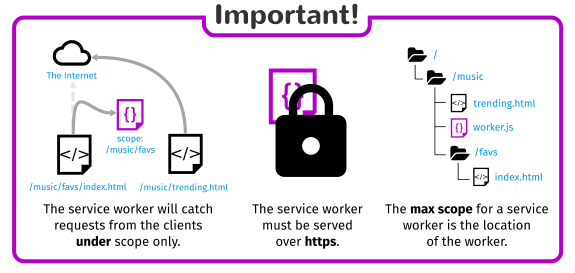 Important!
The Internet
{}
scope:
/music/favs
</>
</>
/music/favs/index.html
/music/trending.html
The service worker will catch
requests from the clients
under scope only.
{}
The service worker
must be served
over https.
/
/music
</> trending.html
{} worker.js
/favs
</> index.html
The max scope for a service
worker is the location
of the worker.